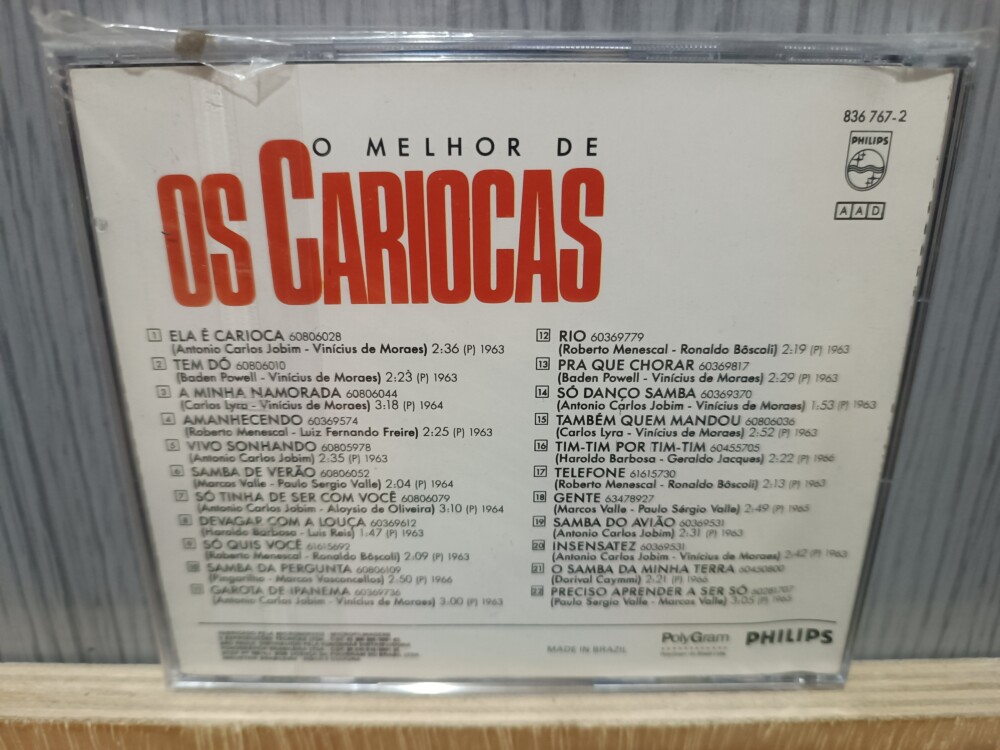 836 767-2
PHILIPS
AAD
O MELHOR DE
OS CARIOCAS
1 ELA É CARIOCA 60806028
(Antonio Carlos Jobim - Vinícius de Moraes) 2:36 (P) 1963
2 TEM DÓ 60806010
(Baden Powell - Vinícius de Moraes) 2:23 (P) 1963
3 A MINHA NAMORADA 60806044
(Carlos Lyra - Vinícius de Moraes) 3:18 (P) 1964
4 AMANHECENDO 60369574
(Roberto Menescal - Luiz Fernando Freire) 2:25 (P) 1963
5 VIVO SONHANDO 60805978
(Antonio Carlos Jobim) 2:35 (P) 1963
6 SAMBA DE VERÃO 60806052
(Marcos Valle - Paulo Sergio Valle) 2:04 (P) 1964
7 SÓ TINHA DE SER COM VOCÊ 60806079
(Antonio Carlos Jobim - Aloysio de Oliveira) 3:10 (P) 1964
8 DEVAGAR COM A LOUÇA 60369612
(Haroldo Barbosa - Luis Reis) 1:47 (P) 1963
9 SÓ QUIS VOCÊ 61615692
(Roberto Menescal - Ronaldo Bôscoli) 2:09 (P) 1963
10 SAMBA DA PERGUNTA 60806109
(Pingarilho - Marcos Vasconcellos) 2:50 (P) 1966
11 GAROTA DE IPANEMA 60369736
(Antonio Carlos Jobim - Vinícius de Moraes) 3:00 (P) 1963
12 RIO 60369779
(Roberto Menescal - Ronaldo Bôscoli) 2:19 (P) 1963
13 PRA QUE CHORAR 60369817
(Baden Powell - Vinícius de Moraes) 2:29 (P) 1963
14 SÓ DANÇO SAMBA 60369370
(Antonio Carlos Jobim - Vinícius de Moraes) 1:53 (P) 1963
15 TAMBÉM QUEM MANDOU 60806036
(Carlos Lyra - Vinícius de Moraes) 2:52 (P) 1963
16 TIM-TIM POR TIM-TIM 60455705
(Haroldo Barbosa - Geraldo Jacques) 2:22 (P) 1966
17 TELEFONE 61615730
(Roberto Menescal - Ronaldo Bôscoli) 2:13 (P) 1963
18 GENTE 63478927
(Marcos Valle - Paulo Sérgio Valle) 2:49 (P) 1965
19 SAMBA DO AVIÃO 60369531
(Antonio Carlos Jobim) 2:31 (P) 1963
20 INSENSATEZ 60369531
(Antonio Carlos Jobim - Vinícius de Moraes) 2:42 (P) 1963
21 O SAMBA DA MINHA TERRA 60450800
(Dorival Caymmi) 2:21 (P) 1966
22 PRECISO APRENDER A SER SÓ
(Paulo Sergio Valle - Marcos Valle) 3:05 (P) 1965
MADE IN BRAZIL
PolyGram
PHILIPS